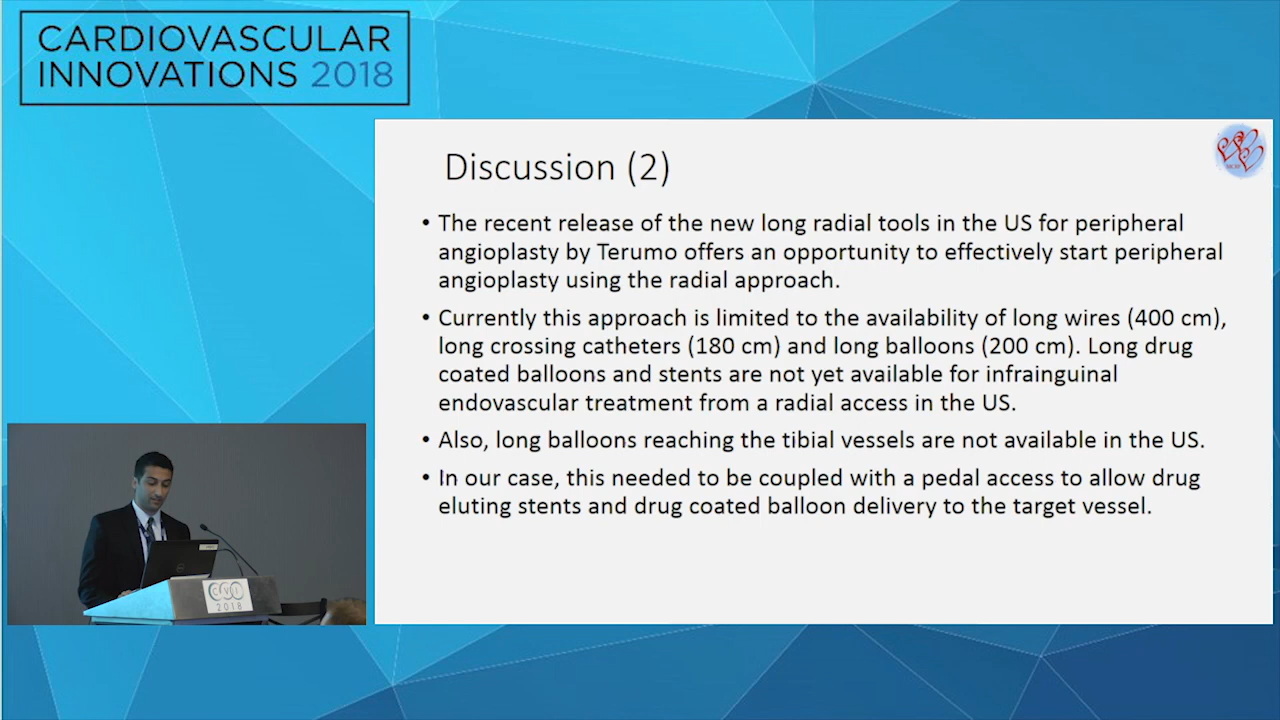 CARDIOVASCULAR
INNOVATIONS 2018
Discussion (2)
• The recent release of the new long radial tools in the US for peripheral
angioplasty by Terumo offers an opportunity to effectively start peripheral
angioplasty using the radial approach.
• Currently this approach is limited to the availability of long wires (400 cm),
long crossing catheters (180 cm) and long balloons (200 cm). Long drug
coated balloons and stents are not yet available for infrainguinal
endovascular treatment from a radial access in the US.
• Also, long balloons reaching the tibial vessels are not available in the US.
• In our case, this needed to be coupled with a pedal access to allow drug
eluting stents and drug coated balloon delivery to the target vessel.
CVI
2018